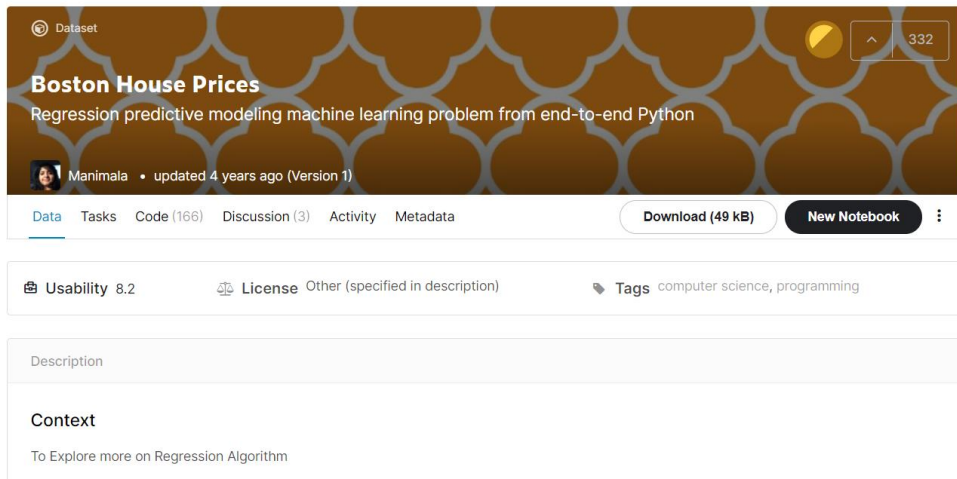 Dataset
332
Boston House Prices
Regression predictive modeling machine learning problem from end-to-end Python
Manimala • updated 4 years ago (Version 1)
Data Tasks Code (166) Discussion (3) Activity Metadata Download (49 kB) New Notebook
Usability 8.2 License Other (specified in description) Tags computer science, programming
Description
Context
To Explore more on Regression Algorithm